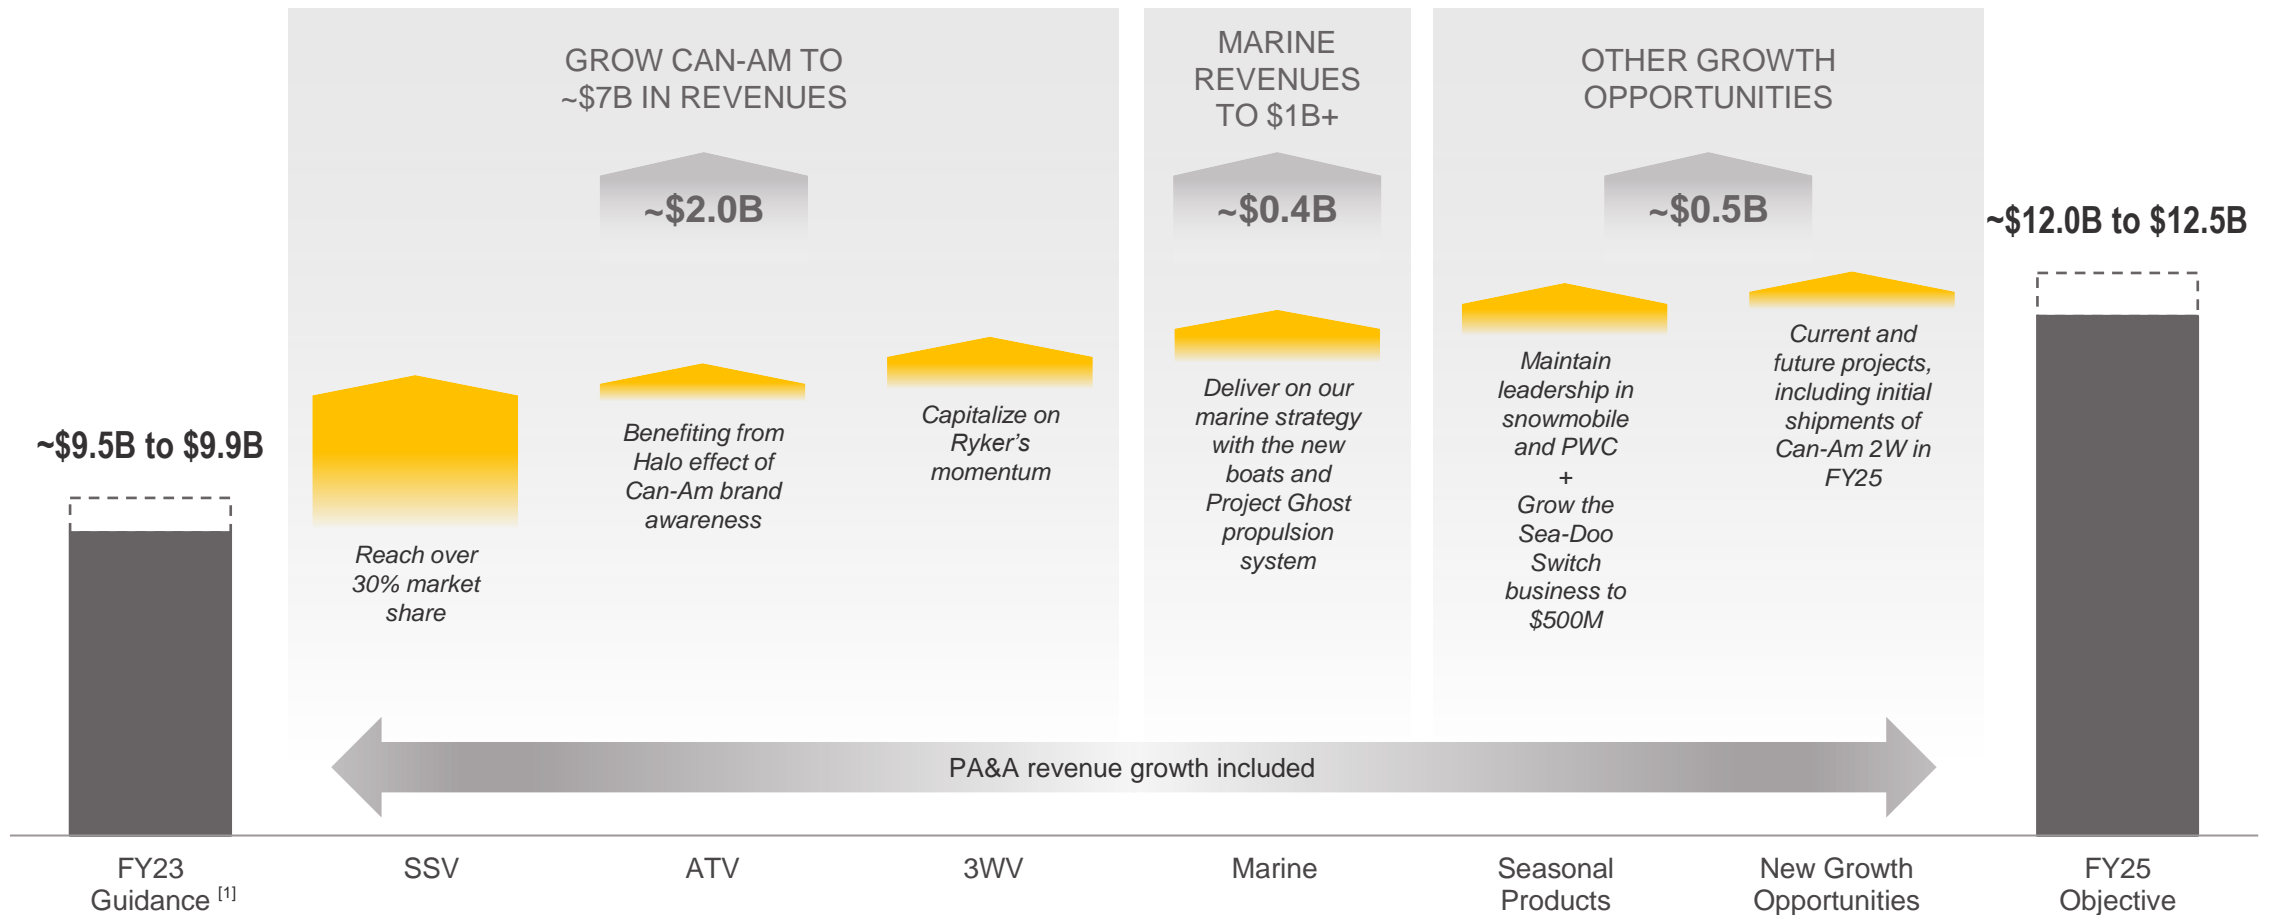 GROW CAN-AM TO
~$7B IN REVENUES
MARINE
REVENUES
TO $1B+
OTHER GROWTH
OPPORTUNITIES
~$2.0B
~$0.4B
~$0.5B
~$9.5B to $9.9B
~$12.0B to $12.5B
Reach over
30% market
share
Benefiting from
Halo effect of
Can-Am brand
awareness
Capitalize on
Ryker’s
momentum
Deliver on our
marine strategy
with the new
boats and
Project Ghost
propulsion
system
Maintain
leadership in
snowmobile
and PWC
+
Grow the
Sea-Doo
Switch
business to
$500M
Current and
future projects,
including initial
shipments of
Can-Am 2W in
FY25
PA&A revenue growth included
FY23
Guidance [1]
SSV
ATV
3WV
Marine
Seasonal
Products
New Growth
Opportunities
FY25
Objective